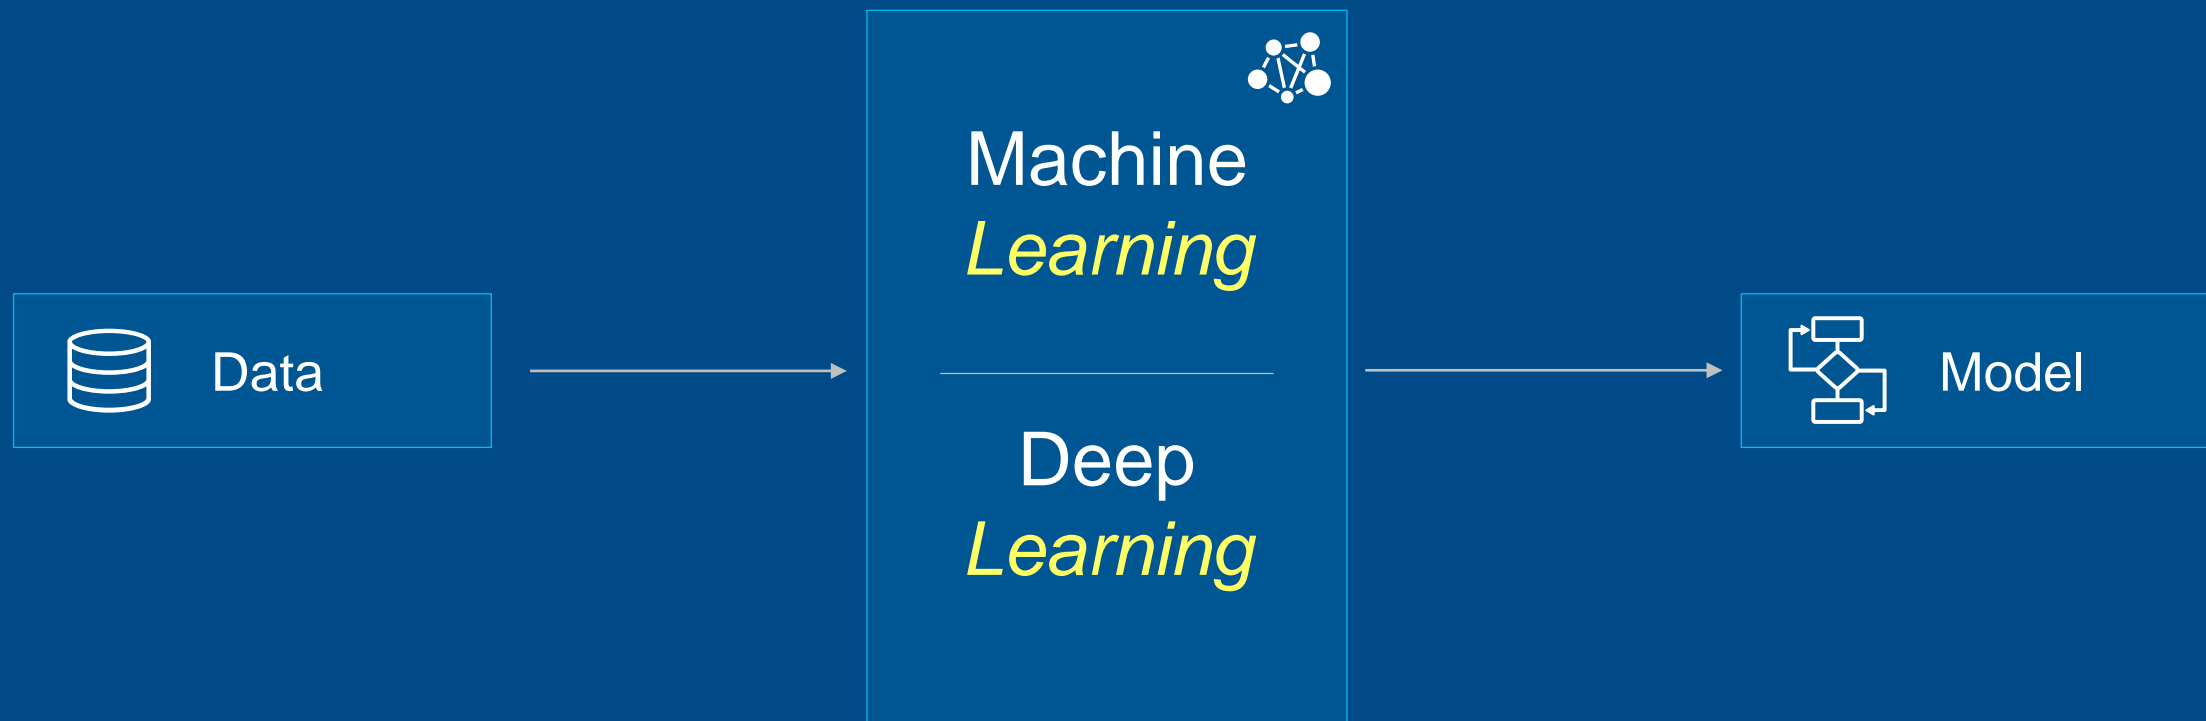 Data
Machine
Learning
Deep
Learning
Model